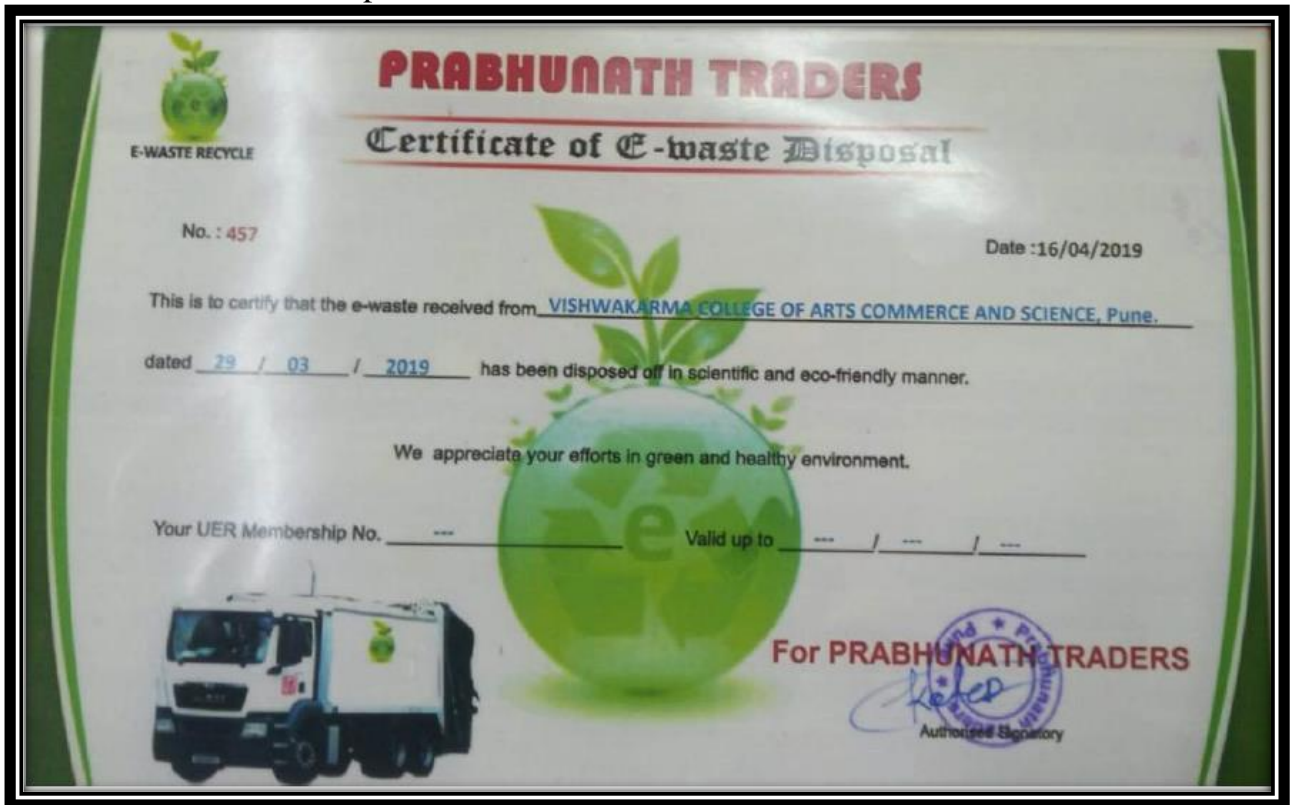 PRABHUNATH TRADERS
Certificate of E-waste Disposal
E-WASTE RECYCLE
No. : 457
Date :16/04/2019
This is to certify that the e-waste received from VISHWAKARMA COLLEGE OF ARTS COMMERCE AND SCIENCE, Pune.
dated 29 / 03 / 2019 has been disposed off in scientific and eco-friendly manner.
We appreciate your efforts in green and healthy environment.
e
Your UER Membership No. ---
Valid up to --- / --- / ---
For PRABHUNATH TRADERS
Prabhunath Traders
Authorised Signatory